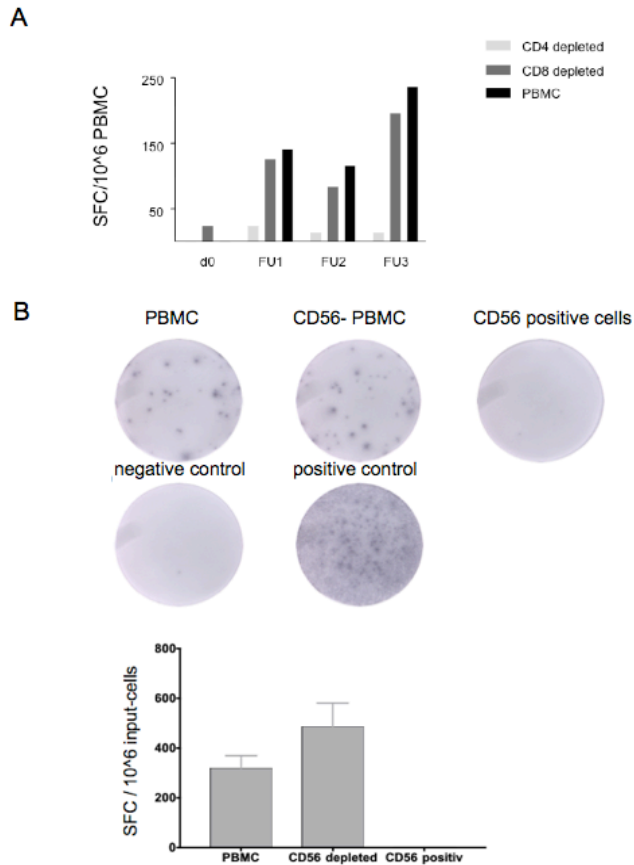 A
CD4 depleted
CD8 depleted
PBMC
SFC/10^6 PBMC
250
150
50
d0 FU1 FU2 FU3
B
PBMC CD56- PBMC CD56 positive cells
negative control positive control
SFC / 10^6 input-cells
800
600
400
200
0
PBMC CD56 depleted CD56 positiv